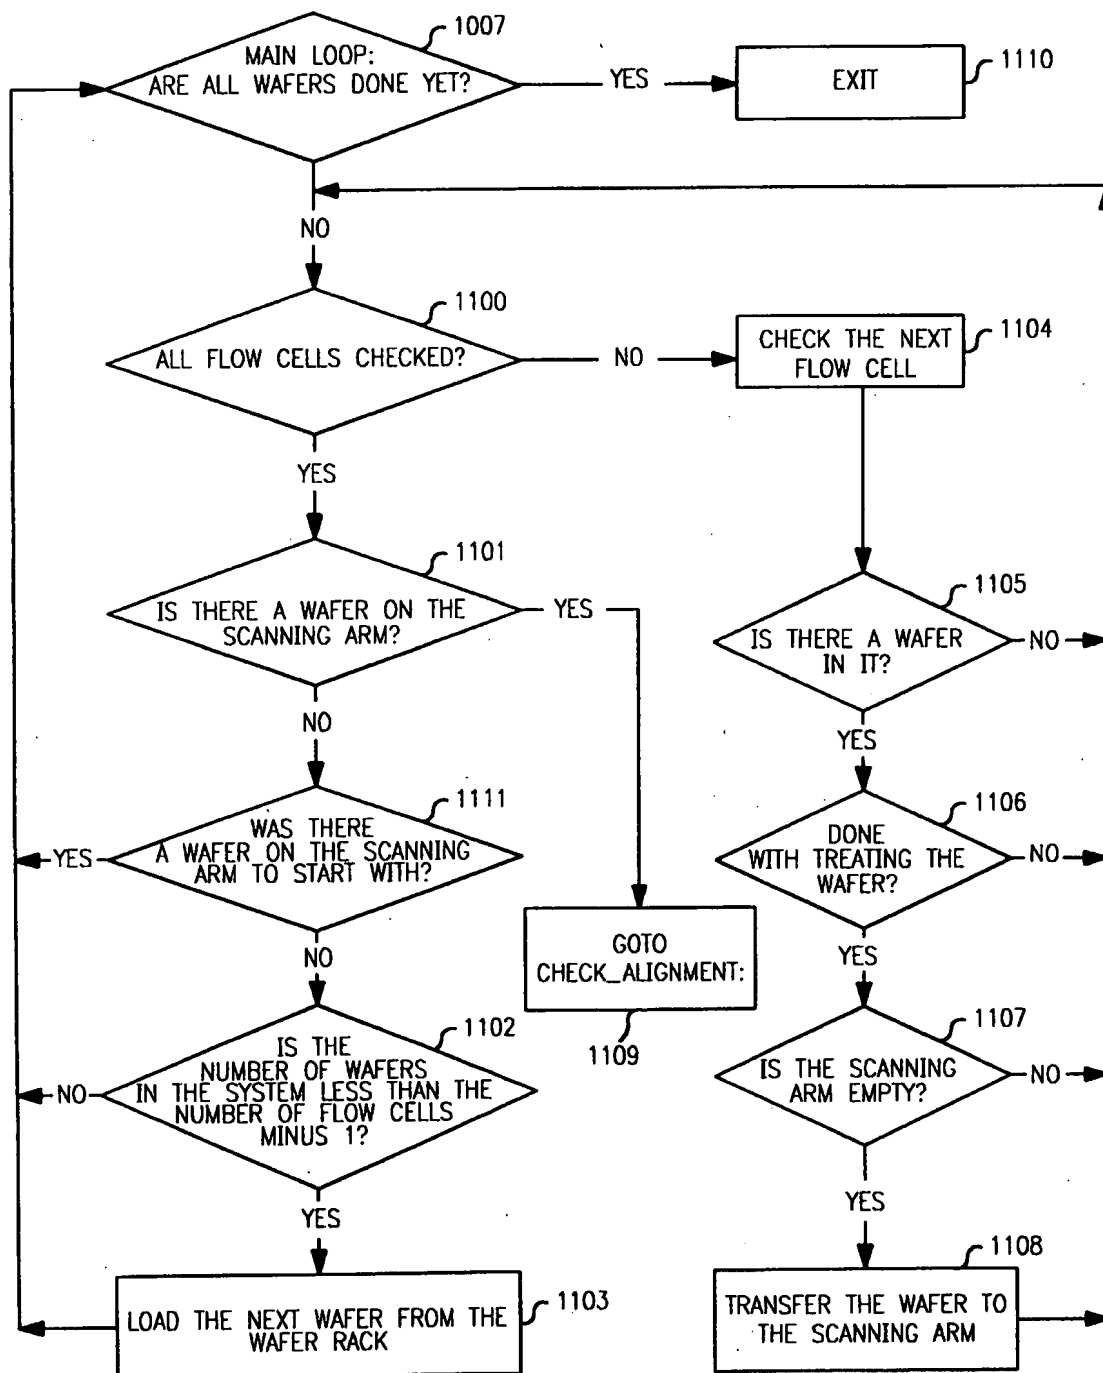 1007
MAIN LOOP:
ARE ALL WAFERS DONE YET?
YES
EXIT
1110
NO
1100
ALL FLOW CELLS CHECKED?
NO
CHECK THE NEXT
FLOW CELL
1104
YES
1101
IS THERE A WAFER ON THE
SCANNING ARM?
YES
1105
IS THERE A WAFER
IN IT?
NO
NO
YES
1111
WAS THERE
A WAFER ON THE SCANNING
ARM TO START WITH?
YES
1106
DONE
WITH TREATING THE
WAFER?
NO
NO
GOTO
CHECK_ALIGNMENT:
1109
YES
1102
IS THE
NUMBER OF WAFERS
IN THE SYSTEM LESS THAN THE
NUMBER OF FLOW CELLS
MINUS 1?
NO
1107
IS THE SCANNING
ARM EMPTY?
NO
YES
YES
1103
LOAD THE NEXT WAFER FROM THE
WAFER RACK
1108
TRANSFER THE WAFER TO
THE SCANNING ARM